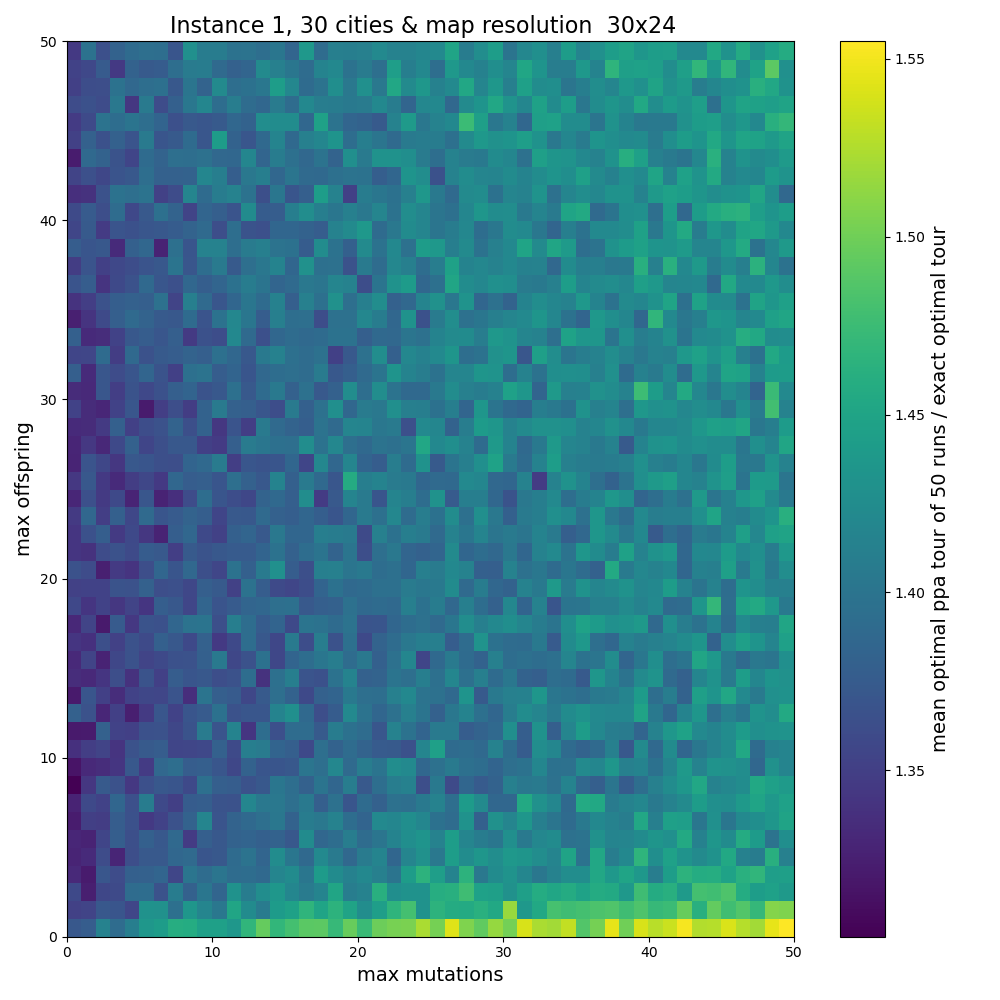 Instance 1, 30 cities & map resolution  30x24
50
40
30
20
10
0
max offspring
0 10 20 30 40 50
max mutations
1.55
1.50
1.45
1.40
1.35
mean optimal ppa tour of 50 runs / exact optimal tour